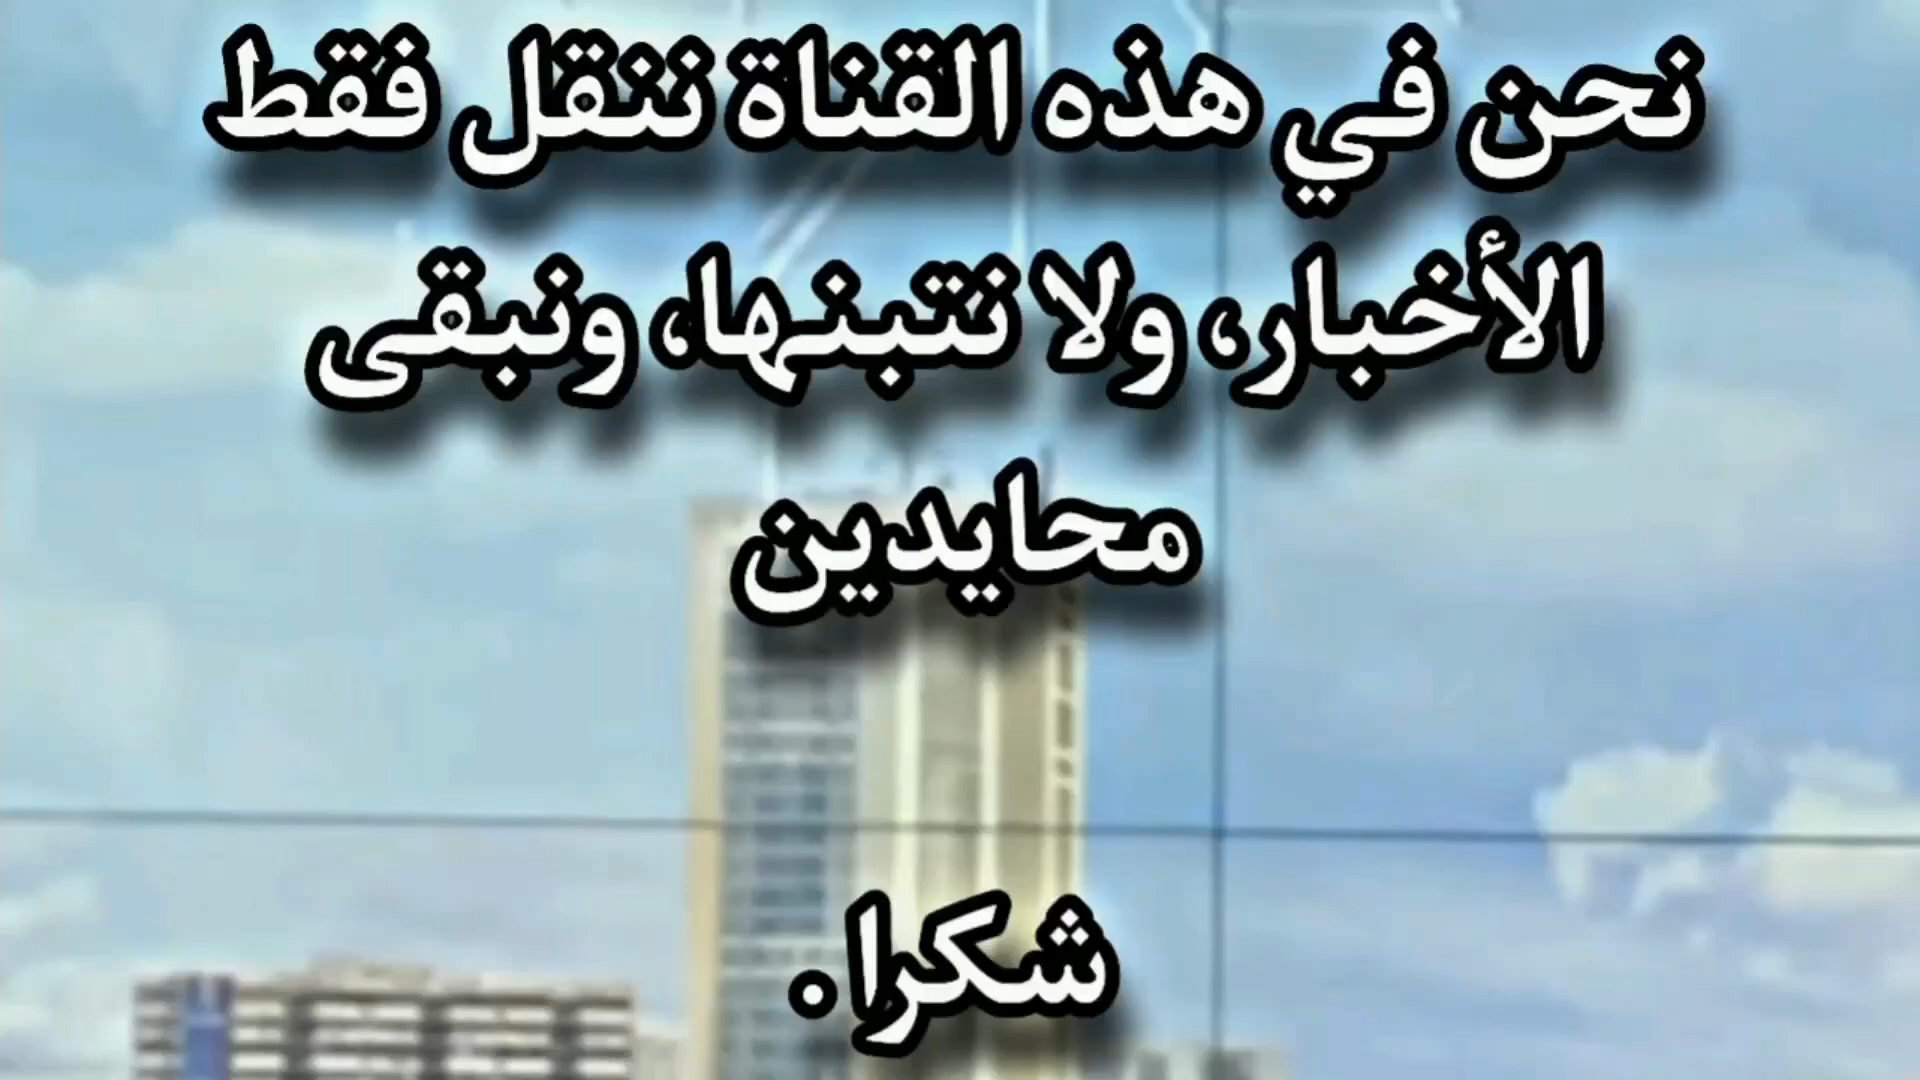 نحن في هذه القناة ننقل فقط
الأخبار، ولا نتبنها، ونبقى
محايدين
شكرا.